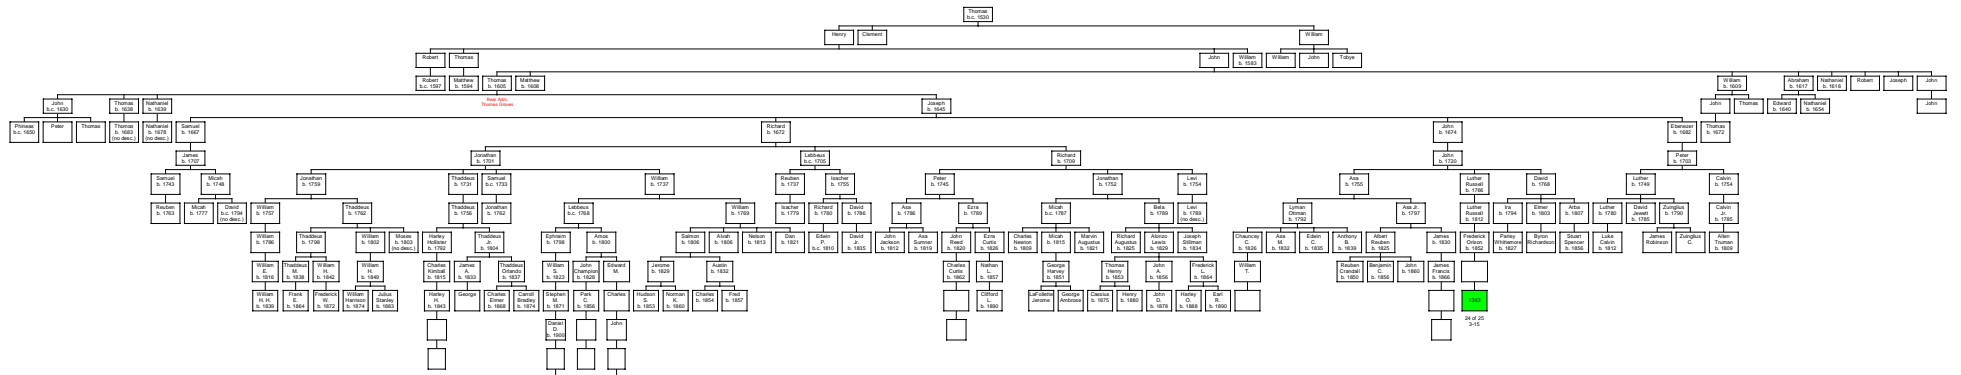 Thomas
b.c. 1530
Henry
Clement
William
Robert
Thomas
John
William
b. 1583
William
John
Tobye
Robert
b.c. 1597
Matthew
b. 1594
Thomas
b. 1605
Matthew
b. 1608
William
b. 1609
Abraham
b. 1617
Nathaniel
b. 1618
Robert
Joseph
John
John
b.c. 1630
Thomas
b. 1638
Nathaniel
b. 1639
Thomas Graves
Joseph
b. 1645
John
Thomas
Edward
b. 1640
Nathaniel
b. 1654
John
Phineas
b.c. 1650
Peter
Thomas
Thomas
b. 1683
(no desc.)
Nathaniel
b. 1678
(no desc.)
Samuel
b. 1667
Richard
b. 1672
John
b. 1674
Ebenezer
b. 1682
Thomas
b. 1672
James
b. 1707
Jonathan
b. 1701
Lebbeus
b.c. 1705
Richard
b. 1709
John
b. 1720
Peter
b. 1703
Samuel
b. 1743
Micah
b. 1748
Jonathan
b. 1759
Thaddeus
b. 1731
Samuel
b.c. 1733
William
b. 1737
Reuben
b. 1737
Isacher
b. 1755
Peter
b. 1745
Jonathan
b. 1752
Levi
b. 1754
Asa
b. 1755
Luther
Russell
b. 1766
David
b. 1768
Luther
b. 1749
Calvin
b. 1754
Reuben
b. 1763
Micah
b. 1777
David
b.c. 1794
(no desc.)
William
b. 1757
Thaddeus
b. 1762
Thaddeus
b. 1756
Jonathan
b. 1762
Lebbeus
b.c. 1768
William
b. 1769
Isacher
b. 1779
Richard
b. 1780
David
b. 1786
Asa
b. 1786
Ezra
b. 1789
Micah
b.c. 1787
Bela
b. 1789
Levi
b. 1789
(no desc.)
Lyman
Ohman
b. 1792
Asa Jr.
b. 1797
Luther
Russell
b. 1812
Ira
b. 1794
Elmer
b. 1803
Arba
b. 1807
Luther
b. 1780
David
Jewett
b. 1785
Zuinglius
b. 1790
Calvin
Jr.
b. 1785
William
b. 1786
Thaddeus
b. 1798
William
b. 1802
Moses
b. 1803
(no desc.)
Harley
Hollister
b. 1792
Thaddeus
Jr.
b. 1804
Ephraim
b. 1798
Amos
b. 1800
Salmon
b. 1806
Alvah
b. 1806
Nelson
b. 1813
Dan
b. 1821
Edwin
P.
b.c. 1810
David
Jr.
b. 1835
John
Jackson
b. 1812
Asa
Sumner
b. 1819
John
Reed
b. 1820
Ezra
Curtis
b. 1826
Charles
Newton
b. 1809
Micah
b. 1815
Marvin
Augustus
b. 1821
Richard
Augustus
b. 1825
Alonzo
Lewis
b. 1829
Joseph
Stillman
b. 1834
Chauncey
C.
b. 1826
Asa
M.
b. 1832
Edwin
C.
b. 1835
Anthony
B.
b. 1839
Albert
Reuben
b. 1825
James
b. 1830
Frederick
Orison
b. 1852
Parley
Whittemore
b. 1827
Byron
Richardson
Stuart
Spencer
b. 1856
Luke
Calvin
b. 1812
James
Robinson
Zuinglius
C.
Allen
Truman
b. 1809
William
E.
b. 1816
Thaddeus
M.
b. 1838
William
H.
b. 1842
William
H.
b. 1849
Charles
Kimball
b. 1815
James
A.
b. 1833
Thaddeus
Orlando
b. 1837
William
S.
b. 1823
John
Champion
b. 1828
Edward
M.
Jerome
b. 1829
Austin
b. 1832
Charles
Curtis
b. 1862
Nathan
L.
b. 1857
George
Harvey
b. 1851
Thomas
Henry
b. 1853
John
A.
b. 1856
Frederick
L.
b. 1864
William
T.
Reuben
Crandall
b. 1850
Benjamin
C.
b. 1856
John
b. 1860
James
Francis
b. 1866
William
H. H.
b. 1839
Frank
E.
b. 1864
Frederick
W.
b. 1872
William
Harrison
b. 1874
Julius
Stanley
b. 1883
Harley
H.
b. 1843
George
Charles
Elmer
b. 1868
Carroll
Bradley
b. 1874
Stephen
M.
b. 1871
Park
C.
b. 1856
Charles
Hudson
S.
b. 1853
Norman
K.
b. 1860
Charles
b. 1854
Fred
b. 1857
Clifford
L.
b. 1890
LaFollette
Jerome
George
Ambrose
Cassius
b. 1875
Henry
b. 1880
John
D.
b. 1878
Harley
O.
b. 1888
Earl
R.
b. 1890
Daniel
D.
b. 1900
John
24 of 25
3-15